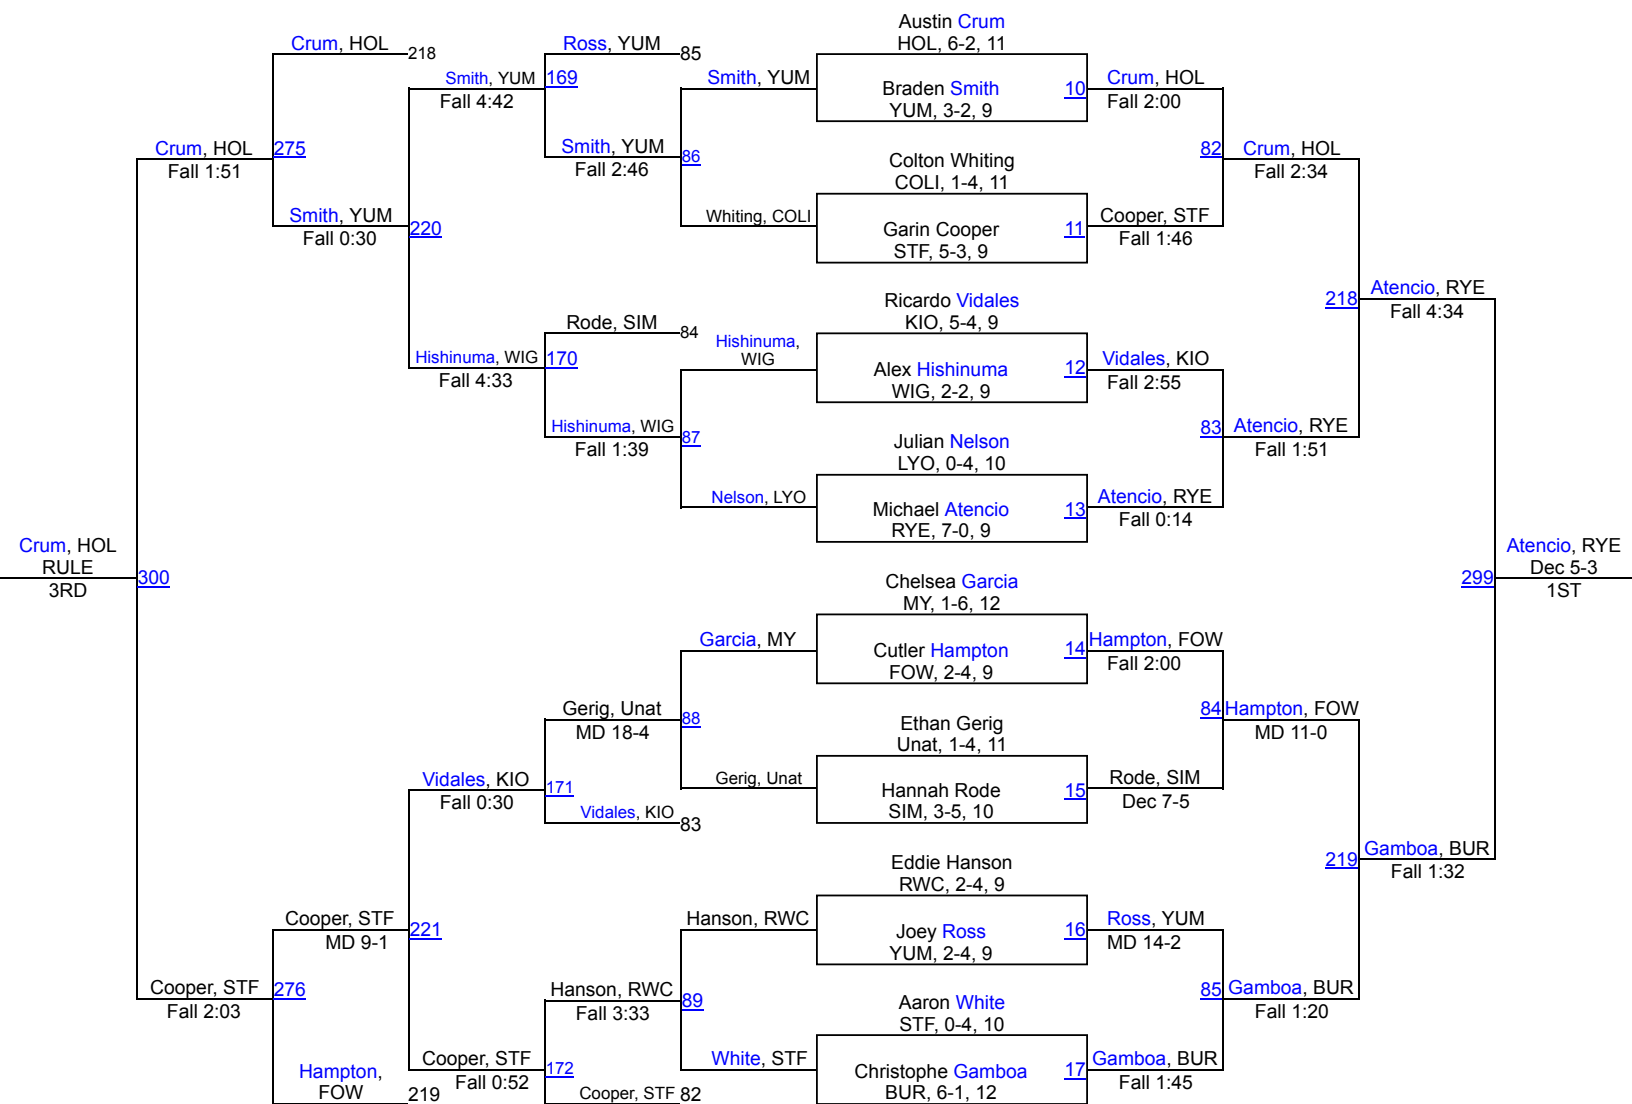 Austin Crum
HOL, 6-2, 11
Crum, HOL
218
Ross, YUM
85
Smith, YUM
169
Fall 4:42
Smith, YUM
Braden Smith
YUM, 3-2, 9
10
Crum, HOL
Fall 2:00
Crum, HOL
275
Fall 1:51
Smith, YUM
86
Fall 2:46
Colton Whiting
COLI, 1-4, 11
82
Crum, HOL
Fall 2:34
Smith, YUM
220
Fall 0:30
Whiting, COLI
Garin Cooper
STF, 5-3, 9
11
Cooper, STF
Fall 1:46
Ricardo Vidales
KIO, 5-4, 9
218
Atencio, RYE
Fall 4:34
Rode, SIM
84
Hishinuma,
WIG
Hishinuma, WIG
170
Fall 4:33
Alex Hishinuma
WIG, 2-2, 9
12
Vidales, KIO
Fall 2:55
Hishinuma, WIG
87
Fall 1:39
Julian Nelson
LYO, 0-4, 10
83
Atencio, RYE
Fall 1:51
Nelson, LYO
Michael Atencio
RYE, 7-0, 9
13
Atencio, RYE
Fall 0:14
Crum, HOL
RULE
300
3RD
Atencio, RYE
Dec 5-3
299
1ST
Chelsea Garcia
MY, 1-6, 12
Garcia, MY
Cutler Hampton
FOW, 2-4, 9
14
Hampton, FOW
Fall 2:00
Gerig, Unat
88
MD 18-4
Ethan Gerig
Unat, 1-4, 11
84
Hampton, FOW
MD 11-0
Vidales, KIO
171
Fall 0:30
Gerig, Unat
Hannah Rode
SIM, 3-5, 10
15
Rode, SIM
Dec 7-5
Vidales, KIO
83
Eddie Hanson
RWC, 2-4, 9
219
Gamboa, BUR
Fall 1:32
Cooper, STF
221
MD 9-1
Hanson, RWC
Joey Ross
YUM, 2-4, 9
16
Ross, YUM
MD 14-2
Cooper, STF
276
Fall 2:03
Hanson, RWC
89
Fall 3:33
Aaron White
STF, 0-4, 10
85
Gamboa, BUR
Fall 1:20
Cooper, STF
172
Fall 0:52
White, STF
Christophe Gamboa
BUR, 6-1, 12
17
Gamboa, BUR
Fall 1:45
Hampton,
FOW
219
Cooper, STF
82